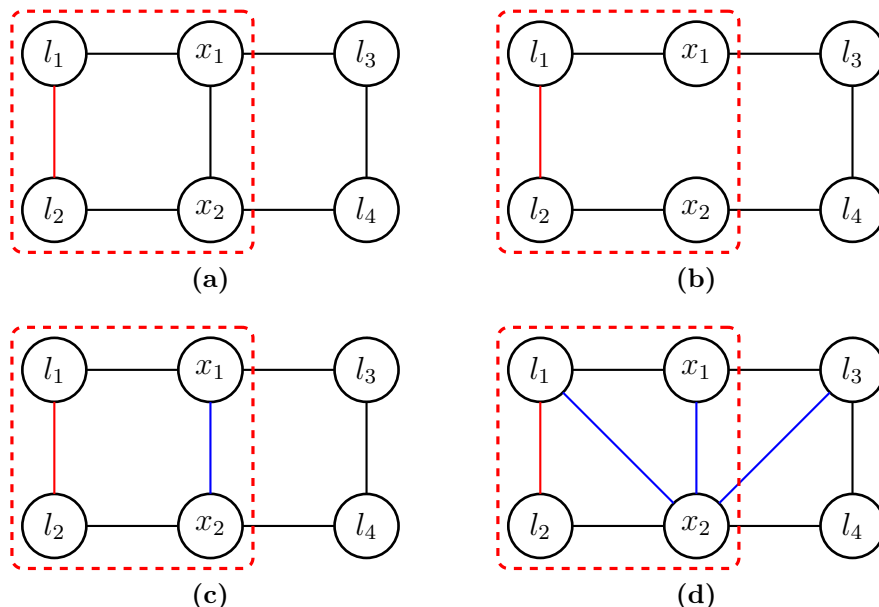 l₁ x₁ l₃ l₁ x₁ l₃
l₂ x₂ l₄ l₂ x₂ l₄
(a) (b)
l₁ x₁ l₃ l₁ x₁ l₃
l₂ x₂ l₄ l₂ x₂ l₄
(c) (d)